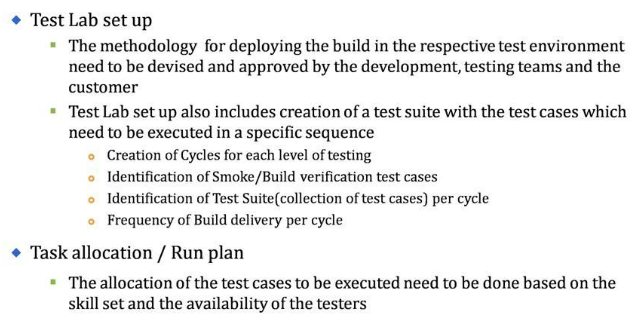 Test Lab set up
The methodology for deploying the build in the respective test environment
need to be devised and approved by the development, testing teams and the
customer
Test Lab set up also includes creation of a test suite with the test cases which
need to be executed in a specific sequence
Creation of Cycles for each level of testing
Identification of Smoke/Build verification test cases
Identification of Test Suite(collection of test cases) per cycle
Frequency of Build delivery per cycle
Task allocation / Run plan
The allocation of the test cases to be executed need to be done based on the
skill set and the availability of the testers